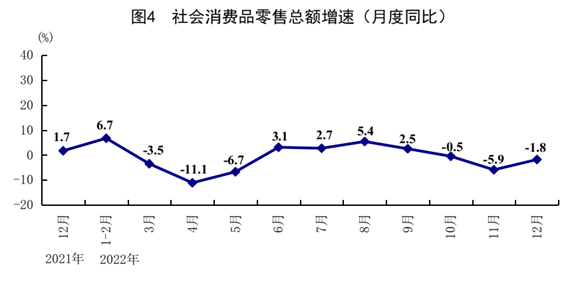 图4 社会消费品零售总额增速（月度同比）
(%)
40
30
20
10
0
-10
-20
1.7
6.7
-3.5
-11.1
-6.7
3.1
2.7
5.4
2.5
-0.5
-5.9
-1.8
12月
1-2月
3月
4月
5月
6月
7月
8月
9月
10月
11月
12月
2021年 2022年